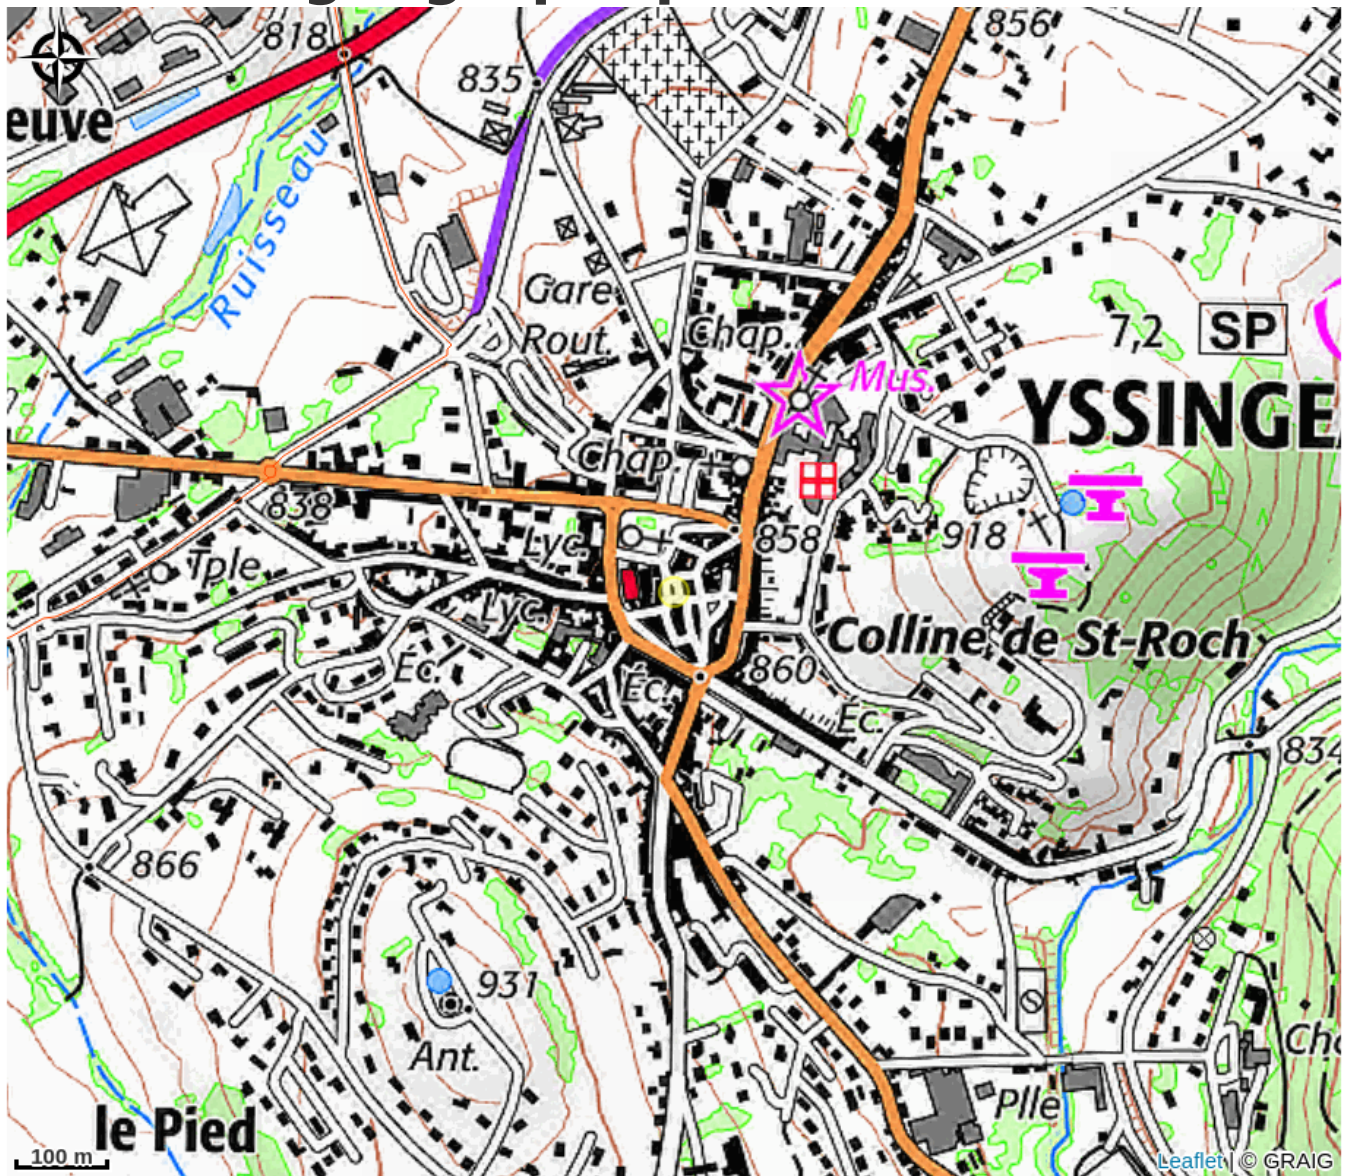 818
856
835
euve
Ruisseau
Gare
Rout.
Chap.
7,2
SP
Mus.
YSSINGE
Chap.
838
Lyc.
858
918
Tple
Lyc.
Colline de St-Roch
Éc.
Éc.
860
Éc.
834
866
931
Ant.
Plle
le Pied
100 m
Leaflet | © GRAIG